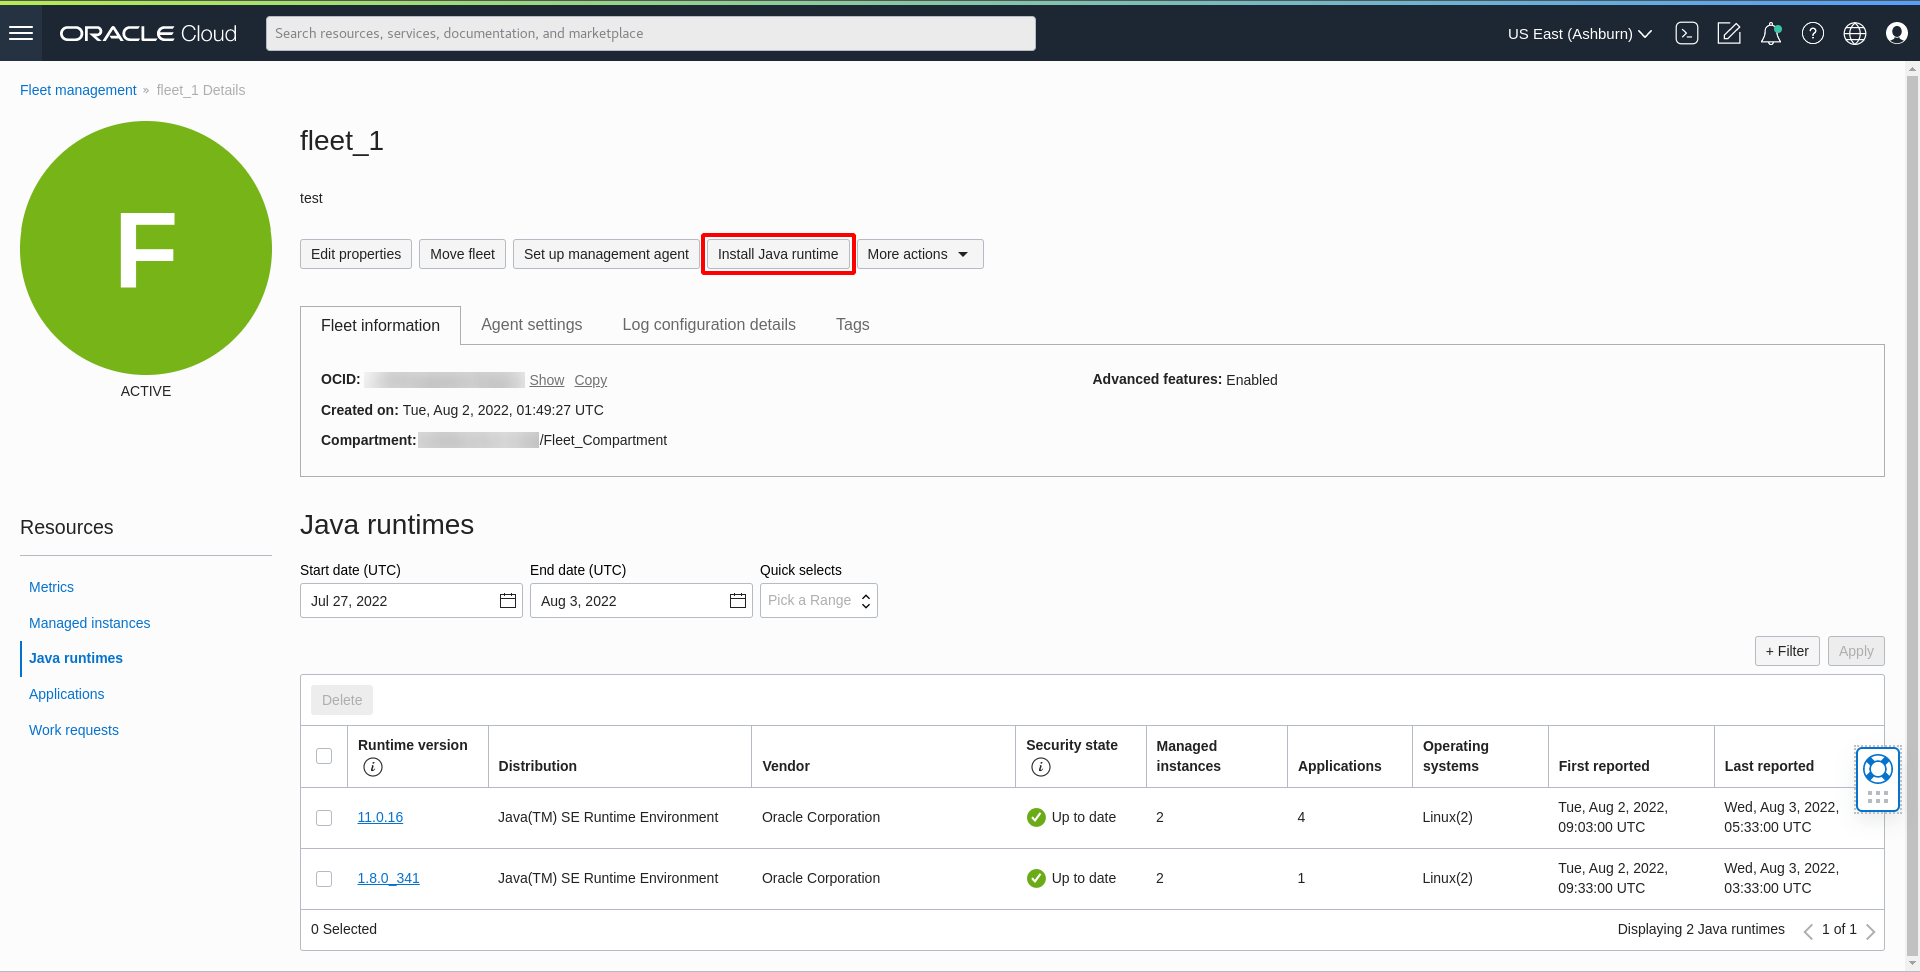 ORACLE Cloud
Search resources, services, documentation, and marketplace
US East (Ashburn)
Fleet management » fleet_1 Details
F
ACTIVE
fleet_1
test
Edit properties
Move fleet
Set up management agent
Install Java runtime
More actions
Fleet information
Agent settings
Log configuration details
Tags
OCID: Show Copy
Advanced features: Enabled
Created on: Tue, Aug 2, 2022, 01:49:27 UTC
Compartment: /Fleet_Compartment
Resources
Metrics
Managed instances
Java runtimes
Applications
Work requests
Java runtimes
Start date (UTC)
End date (UTC)
Quick selects
Jul 27, 2022
Aug 3, 2022
Pick a Range
+ Filter
Apply
Delete
Runtime version i
Distribution
Vendor
Security state i
Managed instances
Applications
Operating systems
First reported
Last reported
11.0.16 Java(TM) SE Runtime Environment Oracle Corporation Up to date 2 4 Linux(2) Tue, Aug 2, 2022, 09:03:00 UTC Wed, Aug 3, 2022, 05:33:00 UTC
1.8.0_341 Java(TM) SE Runtime Environment Oracle Corporation Up to date 2 1 Linux(2) Tue, Aug 2, 2022, 09:33:00 UTC Wed, Aug 3, 2022, 03:33:00 UTC
0 Selected
Displaying 2 Java runtimes
1 of 1